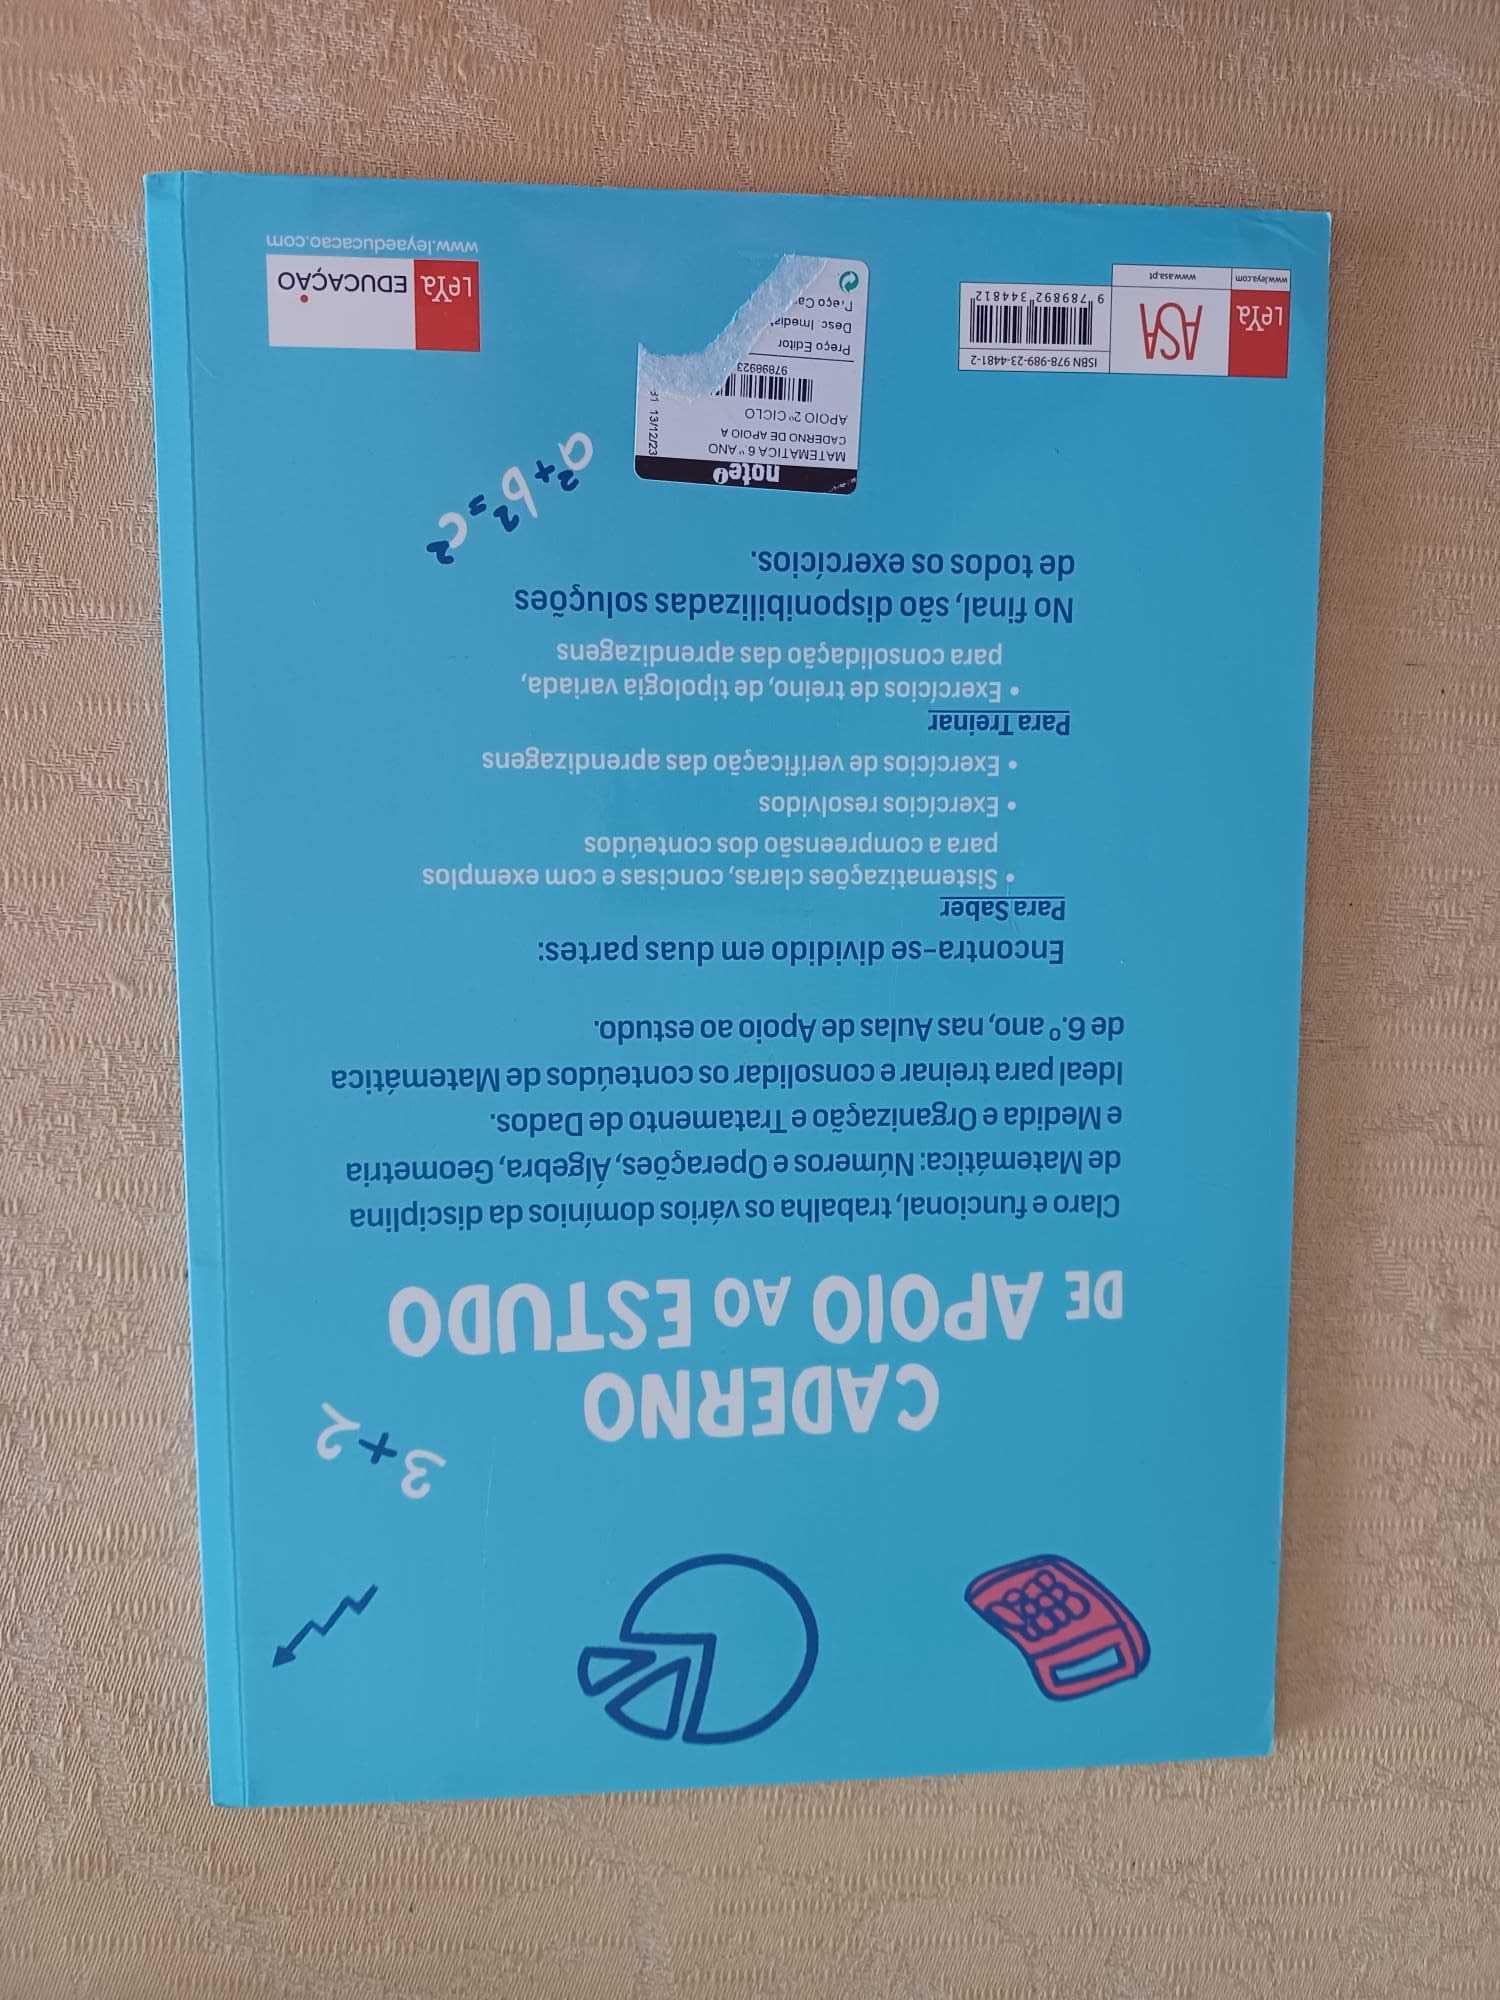 3 × 2
CADERNO
DE APOIO AO ESTUDO
Claro e funcional, trabalha os vários domínios da disciplina
de Matemática: Números e Operações, Álgebra, Geometria
e Medida e Organização e Tratamento de Dados.
Ideal para treinar e consolidar os conteúdos de Matemática
de 6.º ano, nas Aulas de Apoio ao estudo.
Encontra-se dividido em duas partes:
Para Saber
• Sistematizações claras, concisas e com exemplos
para a compreensão dos conteúdos
• Exercícios resolvidos
• Exercícios de verificação das aprendizagens
Para Treinar
• Exercícios de treino, de tipologia variada,
para consolidação das aprendizagens
No final, são disponibilizadas soluções
de todos os exercícios.
a² + b² = c²
note!
MATEMATICA 6 º ANO
CADERNO DE APOIO A
APOIO 2º CICLO
13/12/23
97898923
Preço Editor
Desc. Imedia
Preço Ca
LeYa
ASA
ISBN 978-989-23-4481-2
9 789892 344812
www.leya.com
www.asa.pt
LeYa EDUCAÇÃO
www.leyaeducacao.com